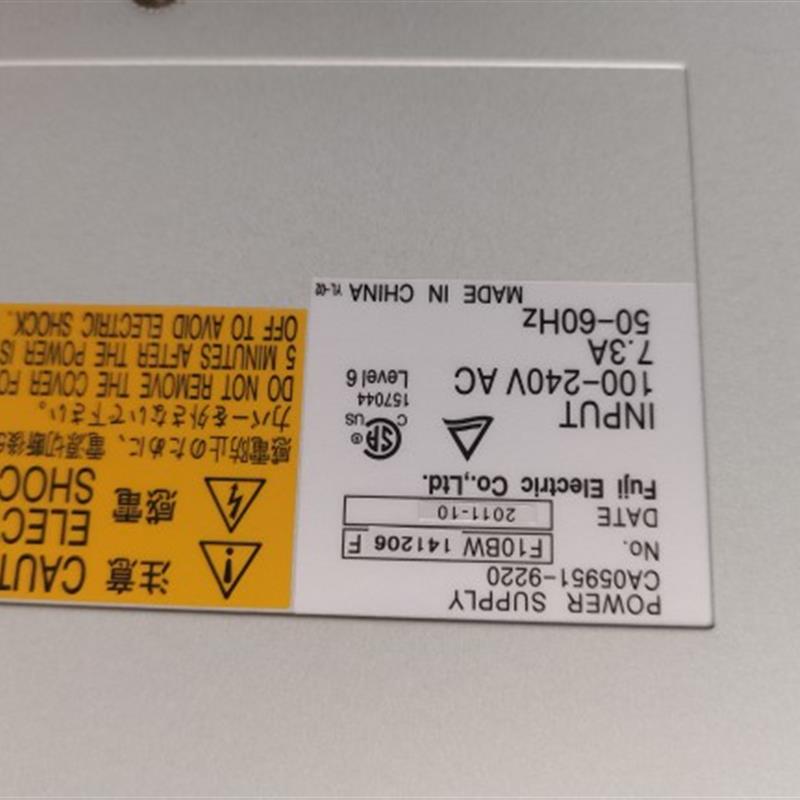 POWER SUPPLY
CA05951-9220
No. F10BW 141206 F
DATE 2011-10
Fuji Electric Co.,Ltd.
INPUT
100-240V AC
7.3A
50-60Hz
SA
C US
157044
Level 6
MADE IN CHINA YL-02
注意 CAUT
感電 ELEC
SHOC
感電防止のために、電源切断後5
カバーを外さないで下さい。
DO NOT REMOVE THE COVER FO
5 MINUTES AFTER THE POWER IS
OFF TO AVOID ELECTRIC SHOCK.